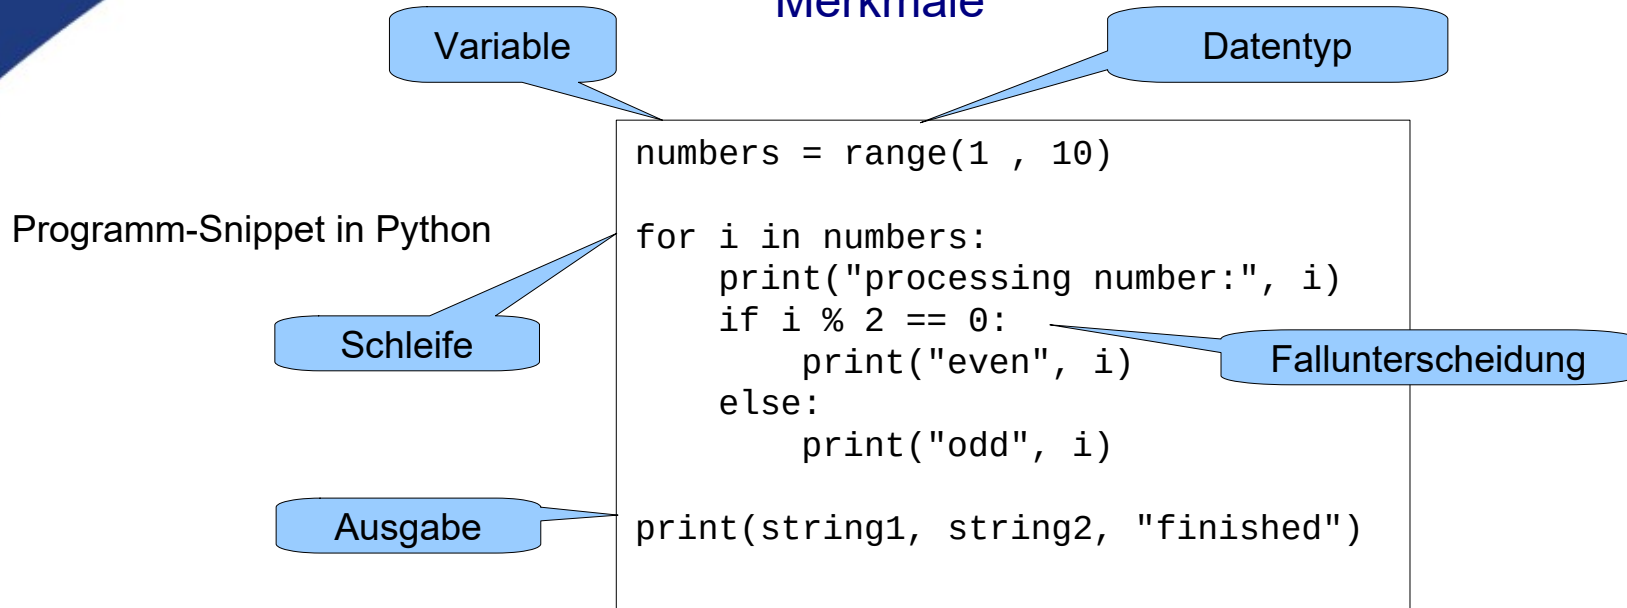 Merkmale
Variable
Datentyp
numbers = range(1 , 10)
Programm-Snippet in Python
for i in numbers:
    print("processing number:", i)
    if i % 2 == 0:
        print("even", i)
    else:
        print("odd", i)
Schleife
Fallunterscheidung
Ausgabe
print(string1, string2, "finished")